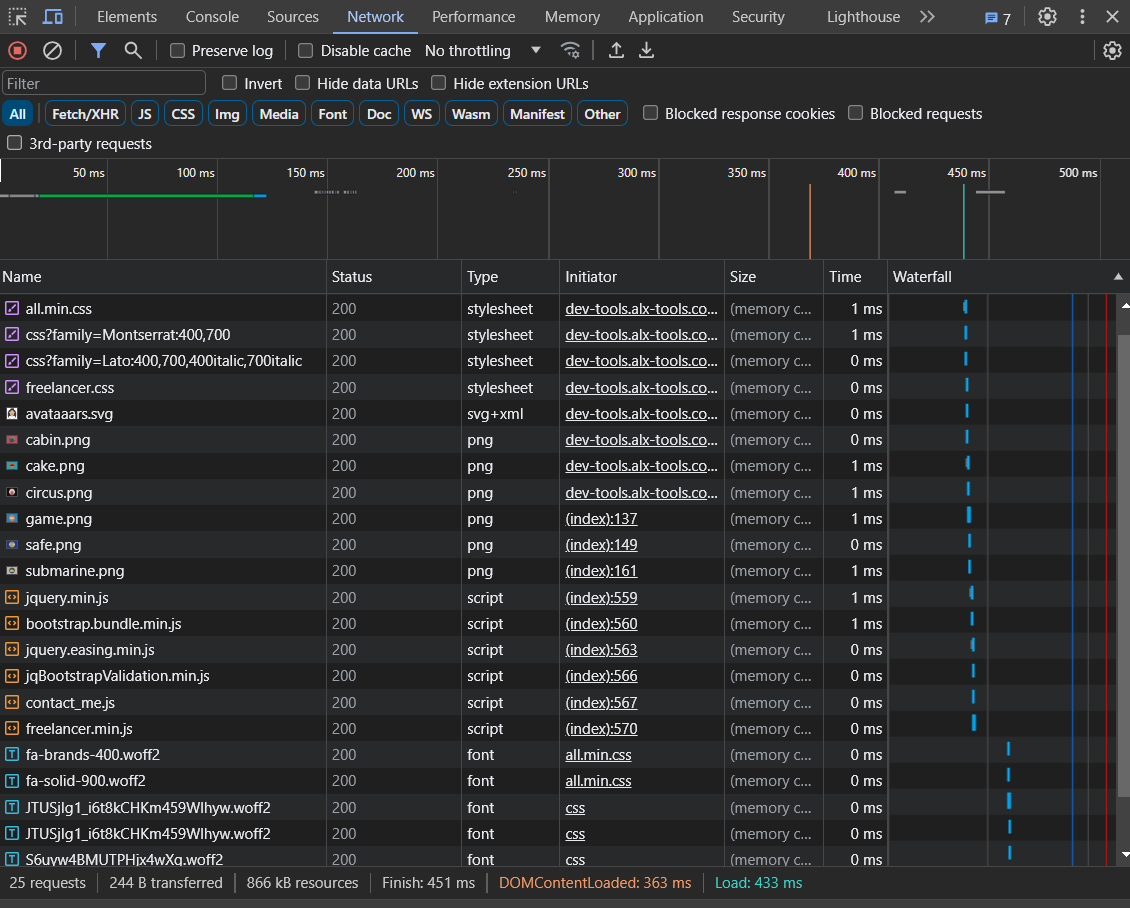 Elements Console Sources Network Performance Memory Application Security Lighthouse 7
Preserve log Disable cache No throttling
Filter Invert Hide data URLs Hide extension URLs
All Fetch/XHR JS CSS Img Media Font Doc WS Wasm Manifest Other Blocked response cookies Blocked requests
3rd-party requests
50 ms 100 ms 150 ms 200 ms 250 ms 300 ms 350 ms 400 ms 450 ms 500 ms
Name Status Type Initiator Size Time Waterfall
all.min.css 200 stylesheet dev-tools.alx-tools.co... (memory c... 1 ms
css?family=Montserrat:400,700 200 stylesheet dev-tools.alx-tools.co... (memory c... 1 ms
css?family=Lato:400,700,400italic,700italic 200 stylesheet dev-tools.alx-tools.co... (memory c... 0 ms
freelancer.css 200 stylesheet dev-tools.alx-tools.co... (memory c... 0 ms
avataaars.svg 200 svg+xml dev-tools.alx-tools.co... (memory c... 0 ms
cabin.png 200 png dev-tools.alx-tools.co... (memory c... 0 ms
cake.png 200 png dev-tools.alx-tools.co... (memory c... 1 ms
circus.png 200 png dev-tools.alx-tools.co... (memory c... 1 ms
game.png 200 png (index):137 (memory c... 1 ms
safe.png 200 png (index):149 (memory c... 0 ms
submarine.png 200 png (index):161 (memory c... 1 ms
jquery.min.js 200 script (index):559 (memory c... 1 ms
bootstrap.bundle.min.js 200 script (index):560 (memory c... 1 ms
jquery.easing.min.js 200 script (index):563 (memory c... 0 ms
jqBootstrapValidation.min.js 200 script (index):566 (memory c... 0 ms
contact_me.js 200 script (index):567 (memory c... 0 ms
freelancer.min.js 200 script (index):570 (memory c... 0 ms
fa-brands-400.woff2 200 font all.min.css (memory c... 0 ms
fa-solid-900.woff2 200 font all.min.css (memory c... 0 ms
JTUSjIg1_i6t8kCHKm459Wlhyw.woff2 200 font css (memory c... 0 ms
JTUSjIg1_i6t8kCHKm459Wlhyw.woff2 200 font css (memory c... 0 ms
S6uyw4BMUTPHjx4wXg.woff2 200 font css (memory c... 0 ms
25 requests 244 B transferred 866 kB resources Finish: 451 ms DOMContentLoaded: 363 ms Load: 433 ms